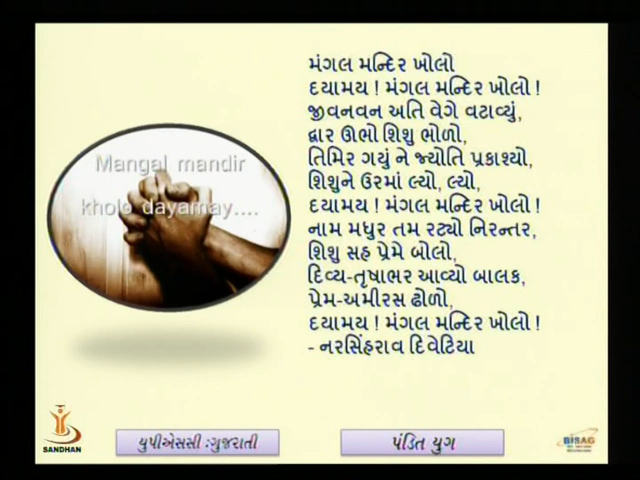 Mangal mandir
khole dayamay....
મંગલ મન્દિર ખોલો
દયામય ! મંગલ મન્દિર ખોલો !
જીવનવન અતિ વેગે વટાવ્યું,
દ્વાર ઊભો શિશુ ભોળો,
તિમિર ગયું ને જ્યોતિ પ્રકાશ્યો,
શિશુને ઉરમાં લ્યો, લ્યો,
દયામય ! મંગલ મન્દિર ખોલો !
નામ મધુર તમ રટ્યો નિરન્તર,
શિશુ સહ પ્રેમે બોલો,
દિવ્ય-તૃષાભર આવ્યો બાલક,
પ્રેમ-અમીરસ ઢોળો,
દયામય ! મંગલ મન્દિર ખોલો !
- નરસિંહરાવ દિવેટિયા
SANDHAN
યુપીએસસી :ગુજરાતી
પંડિત યુગ
BISAG